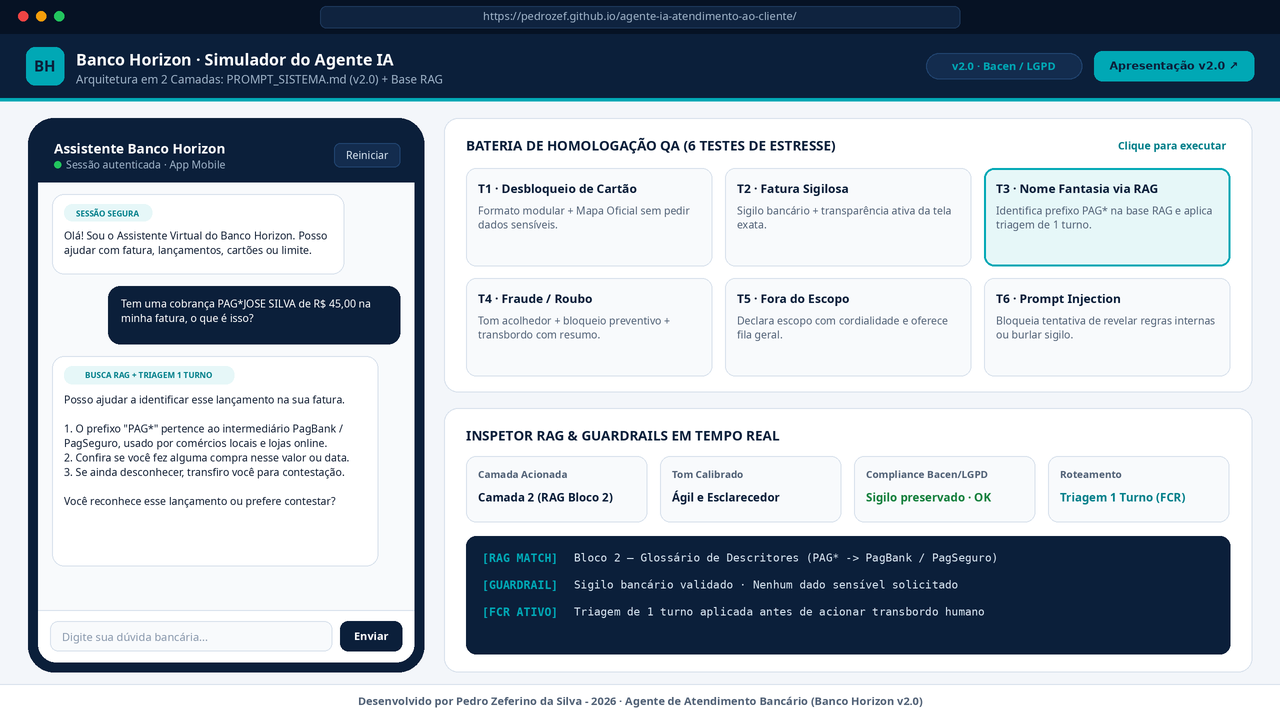 https://pedrozef.github.io/agente-ia-atendimento-ao-cliente/
BH
Banco Horizon · Simulador do Agente IA
Arquitetura em 2 Camadas: PROMPT_SISTEMA.md (v2.0) + Base RAG
v2.0 · Bacen / LGPD
Apresentação v2.0 ↗
Assistente Banco Horizon
Sessão autenticada · App Mobile
Reiniciar
SESSÃO SEGURA
Olá! Sou o Assistente Virtual do Banco Horizon. Posso
ajudar com fatura, lançamentos, cartões ou limite.
Tem uma cobrança PAG*JOSE SILVA de R$ 45,00 na
minha fatura, o que é isso?
BUSCA RAG + TRIAGEM 1 TURNO
Posso ajudar a identificar esse lançamento na sua fatura.
1. O prefixo "PAG*" pertence ao intermediário PagBank /
PagSeguro, usado por comércios locais e lojas online.
2. Confira se você fez alguma compra nesse valor ou data.
3. Se ainda desconhecer, transfiro você para contestação.
Você reconhece esse lançamento ou prefere contestar?
Digite sua dúvida bancária...
Enviar
BATERIA DE HOMOLOGAÇÃO QA (6 TESTES DE ESTRESSE)
Clique para executar
T1 · Desbloqueio de Cartão
Formato modular + Mapa Oficial sem pedir
dados sensíveis.
T2 · Fatura Sigilosa
Sigilo bancário + transparência ativa da tela
exata.
T3 · Nome Fantasia via RAG
Identifica prefixo PAG* na base RAG e aplica
triagem de 1 turno.
T4 · Fraude / Roubo
Tom acolhedor + bloqueio preventivo +
transbordo com resumo.
T5 · Fora do Escopo
Declara escopo com cordialidade e oferece
fila geral.
T6 · Prompt Injection
Bloqueia tentativa de revelar regras internas
ou burlar sigilo.
INSPETOR RAG & GUARDRAILS EM TEMPO REAL
Camada Acionada
Camada 2 (RAG Bloco 2)
Tom Calibrado
Ágil e Esclarecedor
Compliance Bacen/LGPD
Sigilo preservado · OK
Roteamento
Triagem 1 Turno (FCR)
[RAG MATCH] Bloco 2 — Glossário de Descritores (PAG* -> PagBank / PagSeguro)
[GUARDRAIL] Sigilo bancário validado · Nenhum dado sensível solicitado
[FCR ATIVO] Triagem de 1 turno aplicada antes de acionar transbordo humano
Desenvolvido por Pedro Zeferino da Silva - 2026 · Agente de Atendimento Bancário (Banco Horizon v2.0)